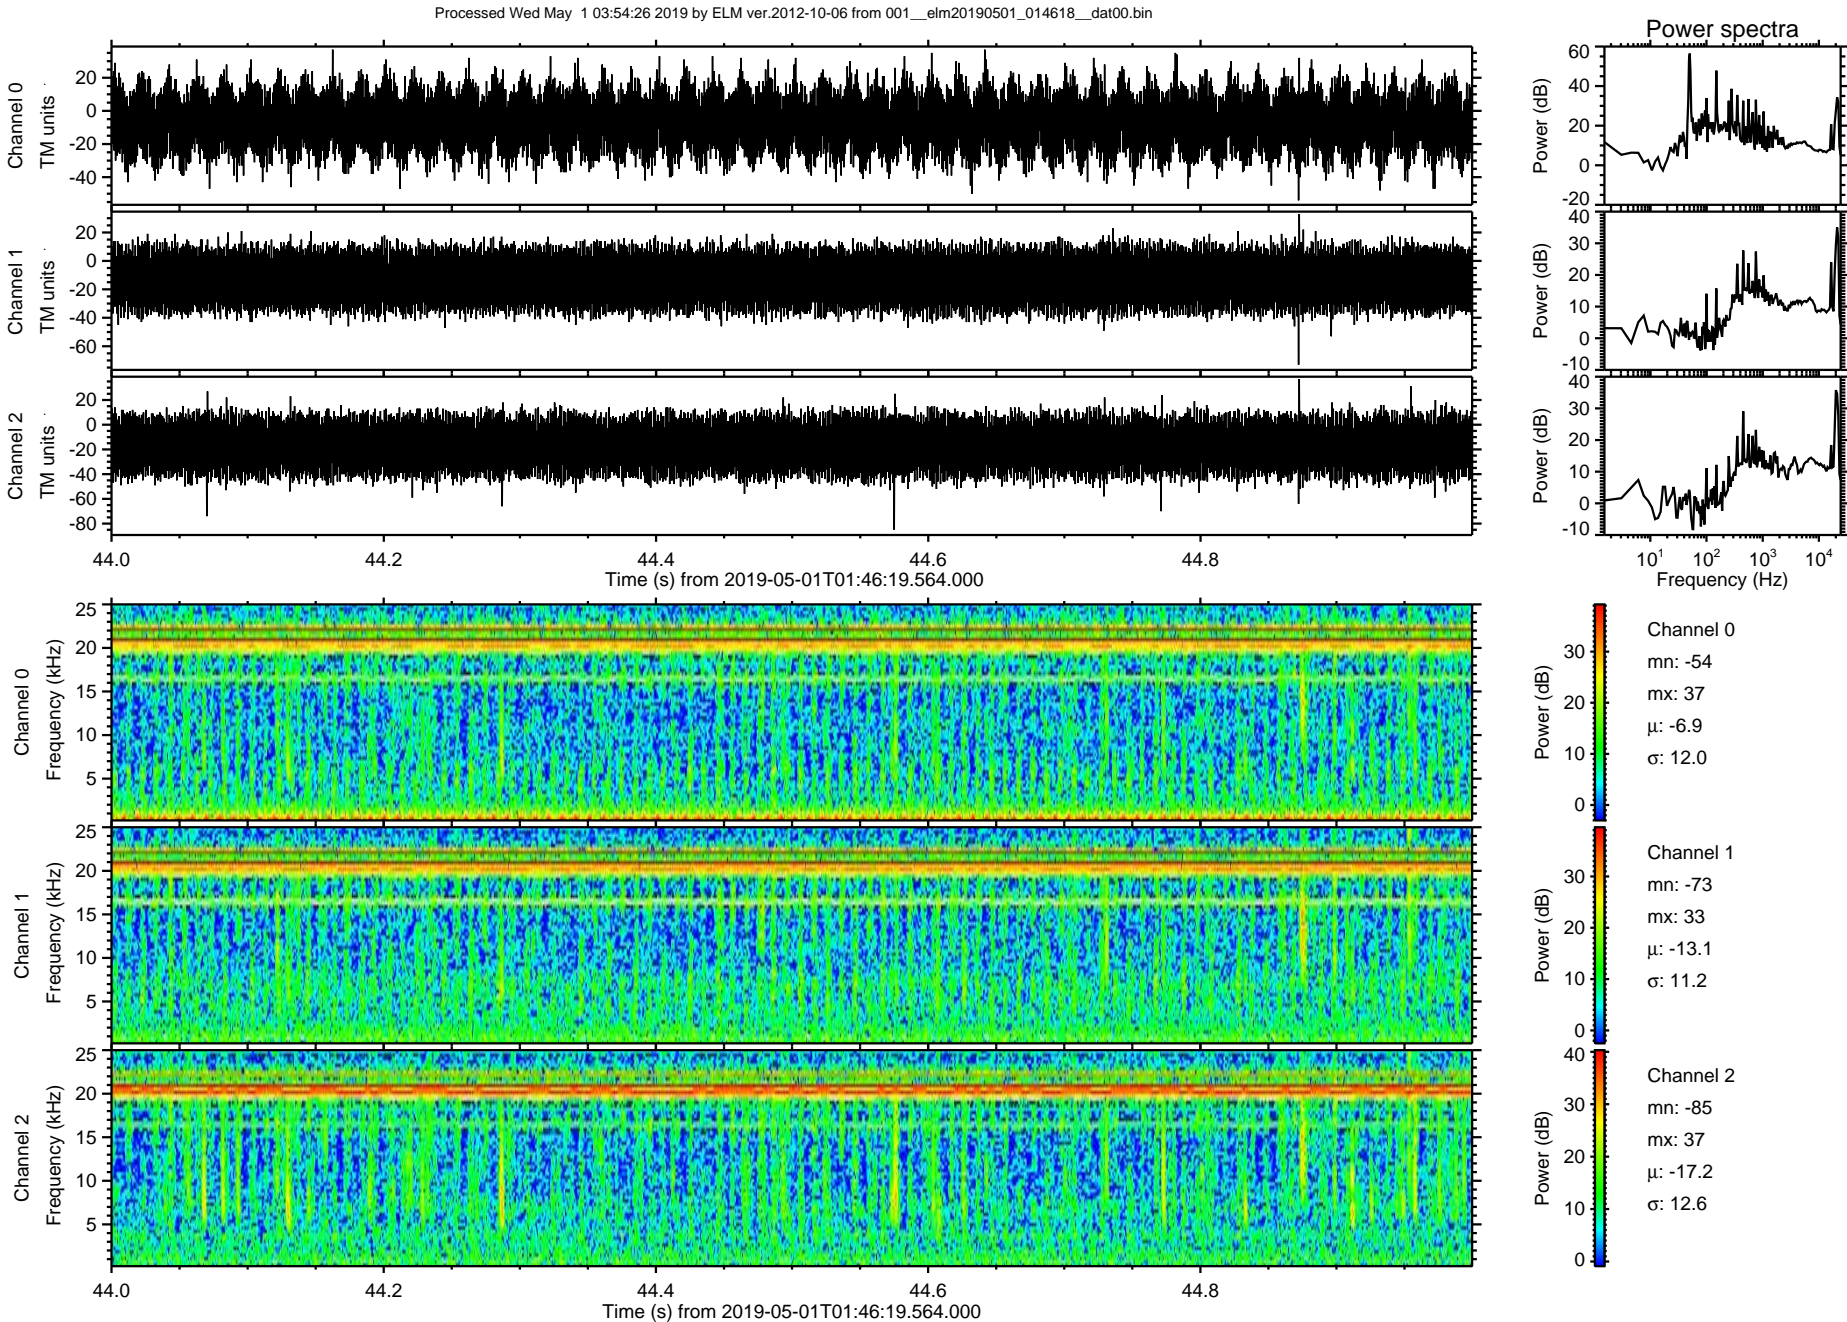 Processed Wed May  1 03:54:26 2019 by ELM ver.2012-10-06 from 001__elm20190501_014618__dat00.bin
Power spectra
Channel 0
TM units
20
0
-20
-40
Power (dB)
60
40
20
0
-20
Channel 1
TM units
20
0
-20
-40
-60
Power (dB)
40
30
20
10
0
-10
Channel 2
TM units
20
0
-20
-40
-60
-80
Power (dB)
40
30
20
10
0
-10
44.0 44.2 44.4 44.6 44.8
Time (s) from 2019-05-01T01:46:19.564.000
10¹ 10² 10³ 10⁴
Frequency (Hz)
Channel 0
Frequency (kHz)
25
20
15
10
5
Power (dB)
30
20
10
0
Channel 0
mn: -54
mx: 37
μ: -6.9
σ: 12.0
Channel 1
Frequency (kHz)
25
20
15
10
5
Power (dB)
30
20
10
0
Channel 1
mn: -73
mx: 33
μ: -13.1
σ: 11.2
Channel 2
Frequency (kHz)
25
20
15
10
5
Power (dB)
40
30
20
10
0
Channel 2
mn: -85
mx: 37
μ: -17.2
σ: 12.6
44.0 44.2 44.4 44.6 44.8
Time (s) from 2019-05-01T01:46:19.564.000